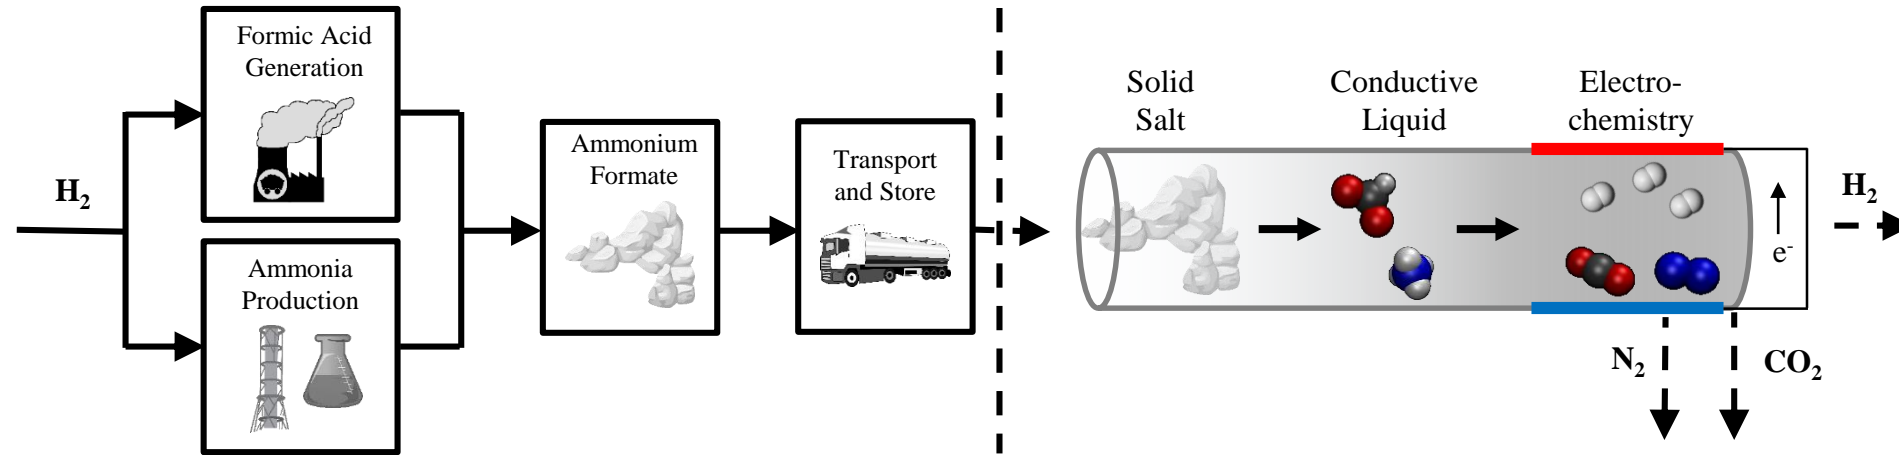 H₂
Formic Acid
Generation
Ammonia
Production
Ammonium
Formate
Transport
and Store
Solid
Salt
Conductive
Liquid
Electro-
chemistry
e⁻
H₂
N₂
CO₂